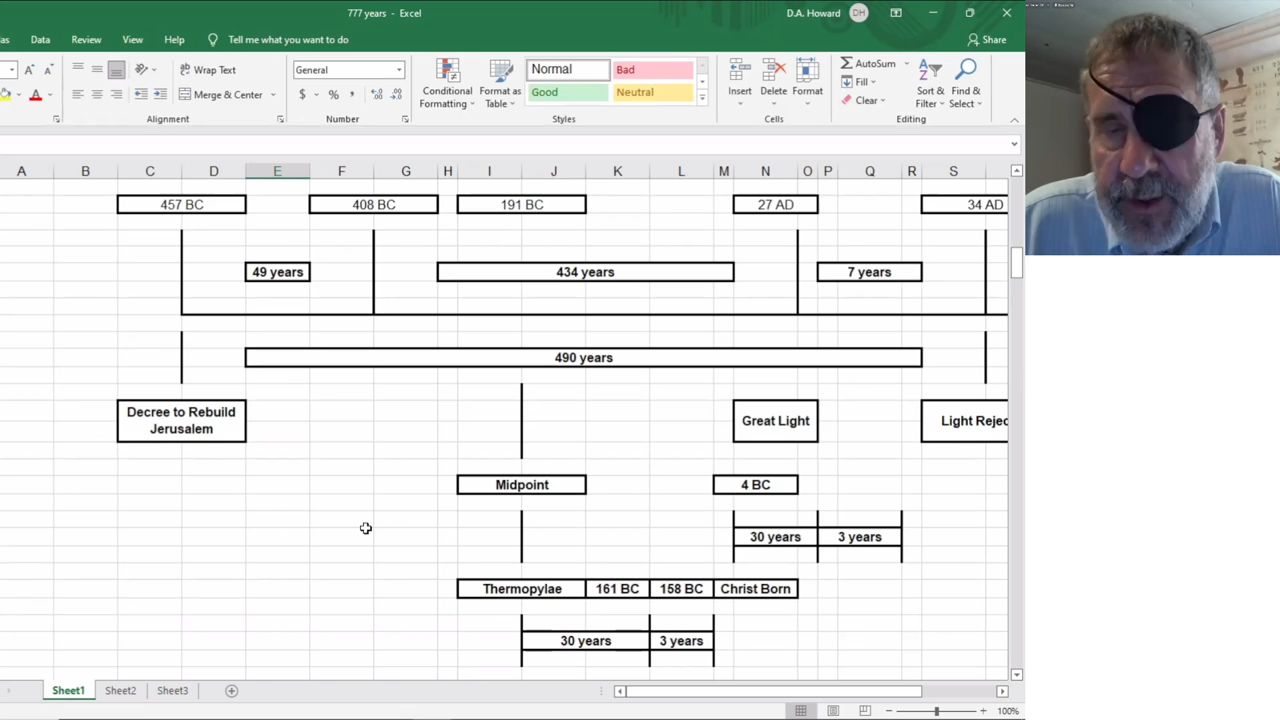 777 years - Excel
D.A. Howard
DH
as
Data
Review
View
Help
Tell me what you want to do
Share
A
A
Wrap Text
Merge & Center
General
$
%
Conditional
Formatting
Format as
Table
Normal
Bad
Good
Neutral
Insert
Delete
Format
AutoSum
Fill
Clear
Sort &
Filter
Find &
Select
Alignment
Number
Styles
Cells
Editing
A B C D E F G H I J K L M N O P Q R S
457 BC
408 BC
191 BC
27 AD
34 AD
49 years
434 years
7 years
490 years
Decree to Rebuild
Jerusalem
Great Light
Light Rejec
Midpoint
4 BC
30 years
3 years
Thermopylae
161 BC
158 BC
Christ Born
30 years
3 years
Sheet1
Sheet2
Sheet3
100%